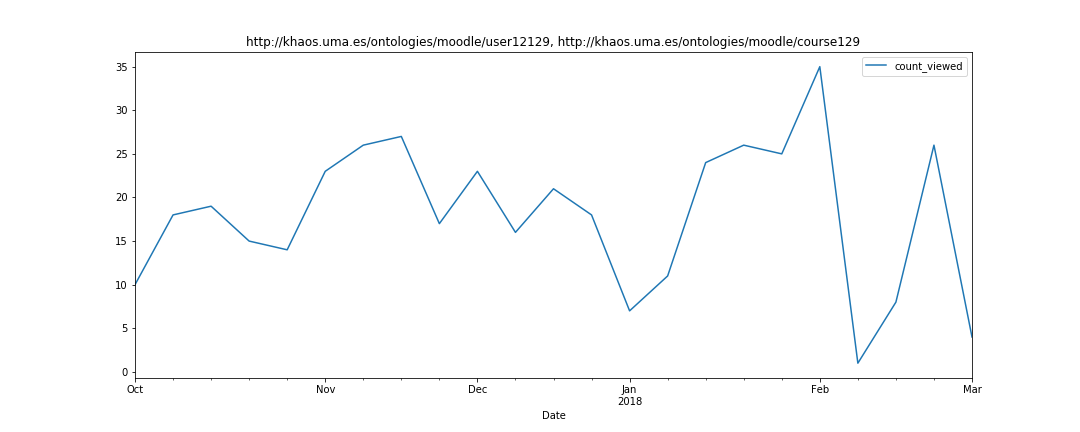 http://khaos.uma.es/ontologies/moodle/user12129, http://khaos.uma.es/ontologies/moodle/course129
count_viewed
35
30
25
20
15
10
5
0
Oct
Nov
Dec
Jan
2018
Feb
Mar
Date